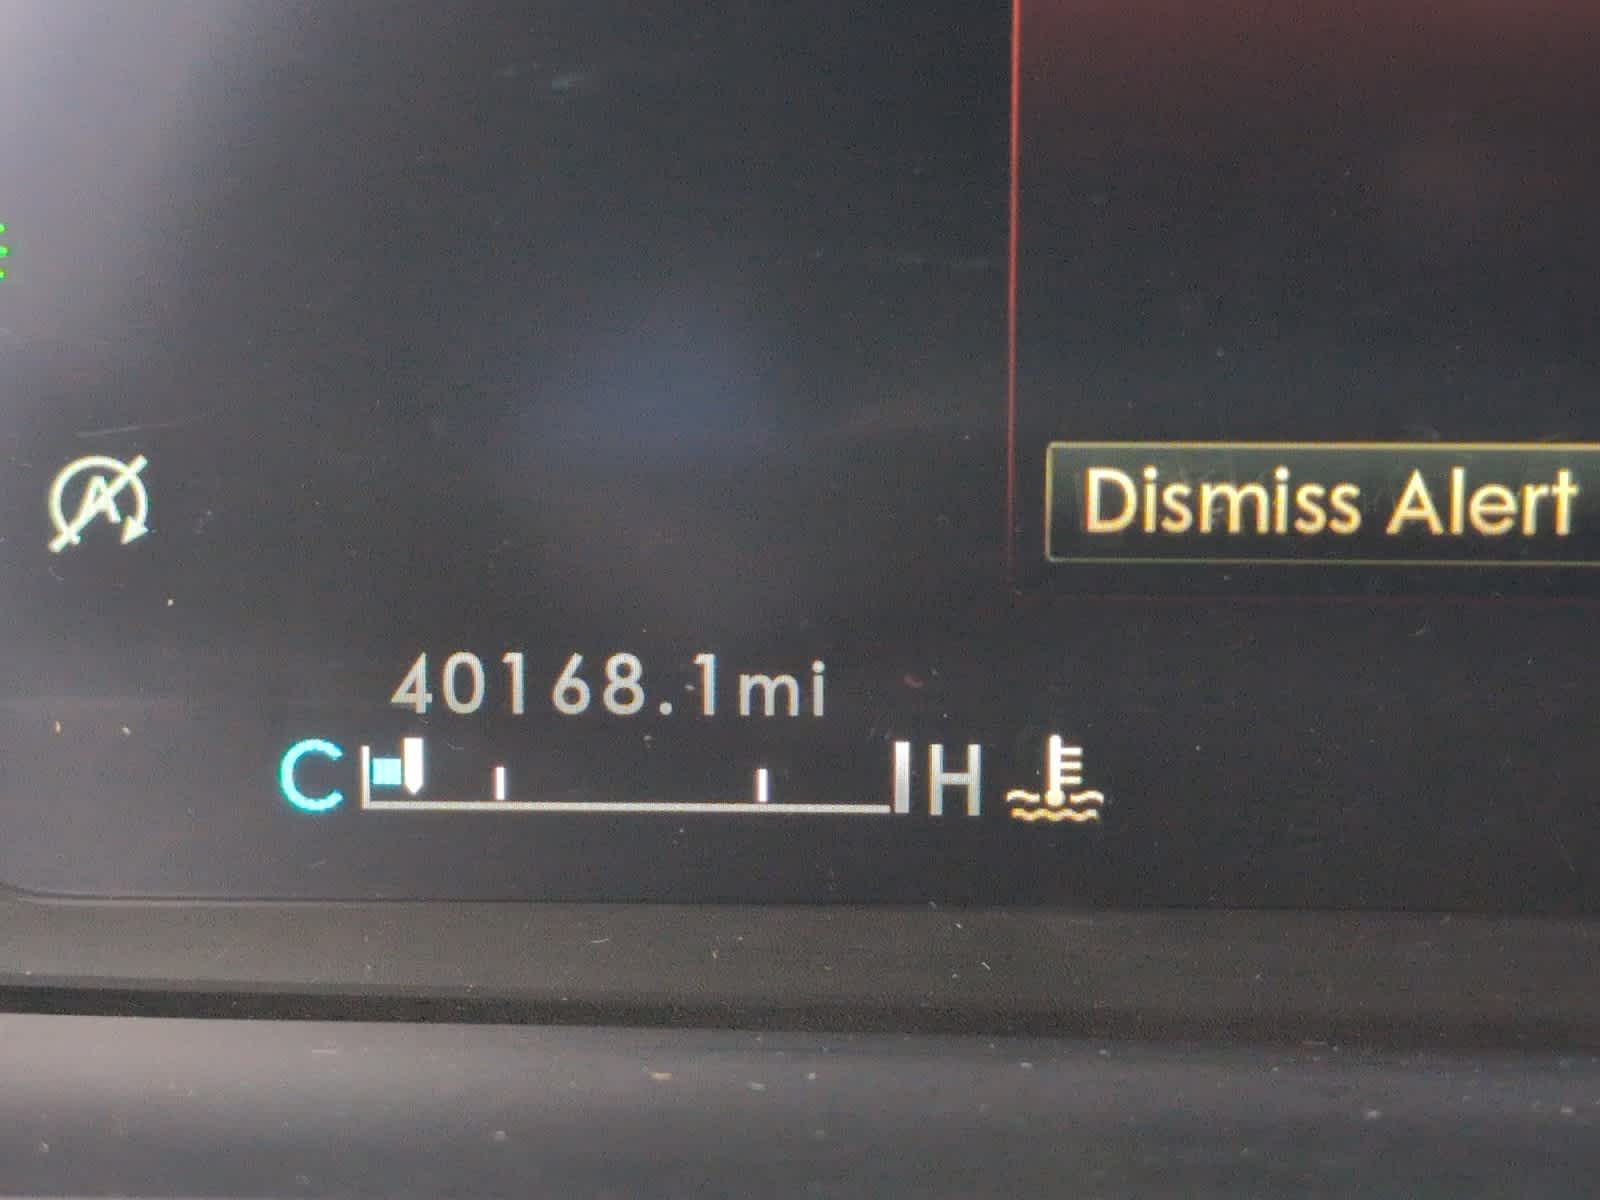 A
Dismiss Alert
40168.1mi
C H